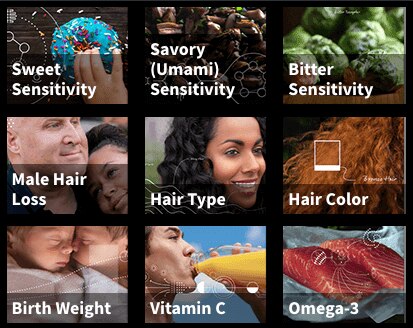 Sweet
Sensitivity
Savory
(Umami)
Sensitivity
Bitter
Sensitivity
Male Hair
Loss
Hair Type
Hair Color
Birth Weight
Vitamin C
Omega-3